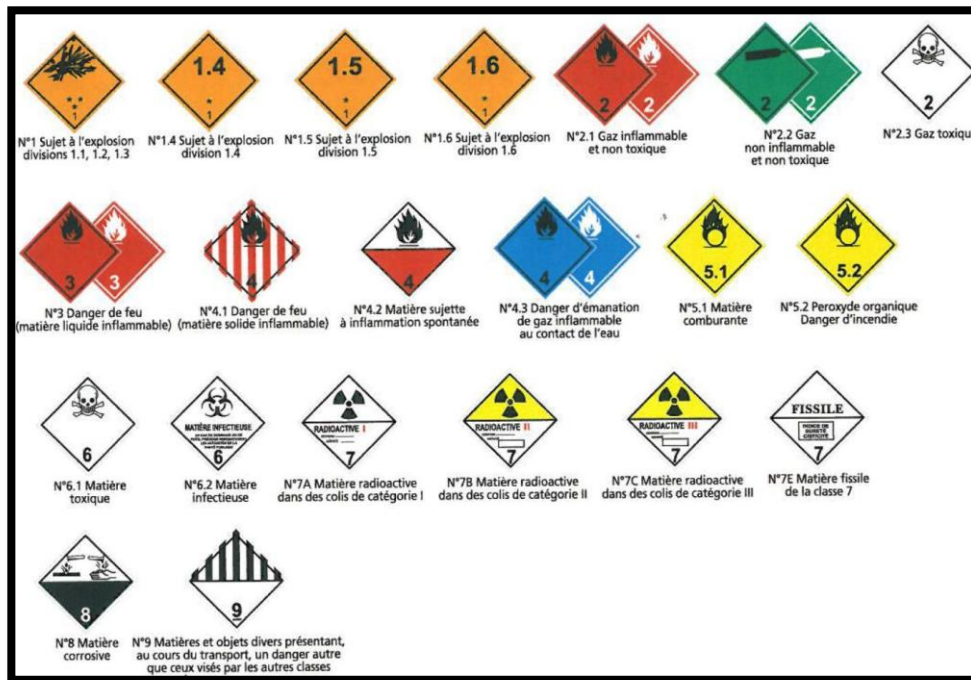 1
N°1 Sujet à l'explosion
divisions 1.1, 1.2, 1.3
1.4
1
N°1.4 Sujet à l'explosion
division 1.4
1.5
1
N°1.5 Sujet à l'explosion
division 1.5
1.6
1
N°1.6 Sujet à l'explosion
division 1.6
2
2
N°2.1 Gaz inflammable
et non toxique
2
2
N°2.2 Gaz
non inflammable
et non toxique
2
N°2.3 Gaz toxique
3
3
N°3 Danger de feu
(matière liquide inflammable)
4
N°4.1 Danger de feu
(matière solide inflammable)
4
N°4.2 Matière sujette
à inflammation spontanée
4
4
N°4.3 Danger d'émanation
de gaz inflammable
au contact de l'eau
5.1
N°5.1 Matière
comburante
5.2
N°5.2 Peroxyde organique
Danger d'incendie
6
N°6.1 Matière
toxique
MATIÈRE INFECTIEUSE
6
N°6.2 Matière
infectieuse
RADIOACTIVE I
7
N°7A Matière radioactive
dans des colis de catégorie I
RADIOACTIVE II
7
N°7B Matière radioactive
dans des colis de catégorie II
RADIOACTIVE III
7
N°7C Matière radioactive
dans des colis de catégorie III
FISSILE
7
N°7E Matière fissile
de la classe 7
8
N°8 Matière
corrosive
9
N°9 Matières et objets divers présentant,
au cours du transport, un danger autre
que ceux visés par les autres classes